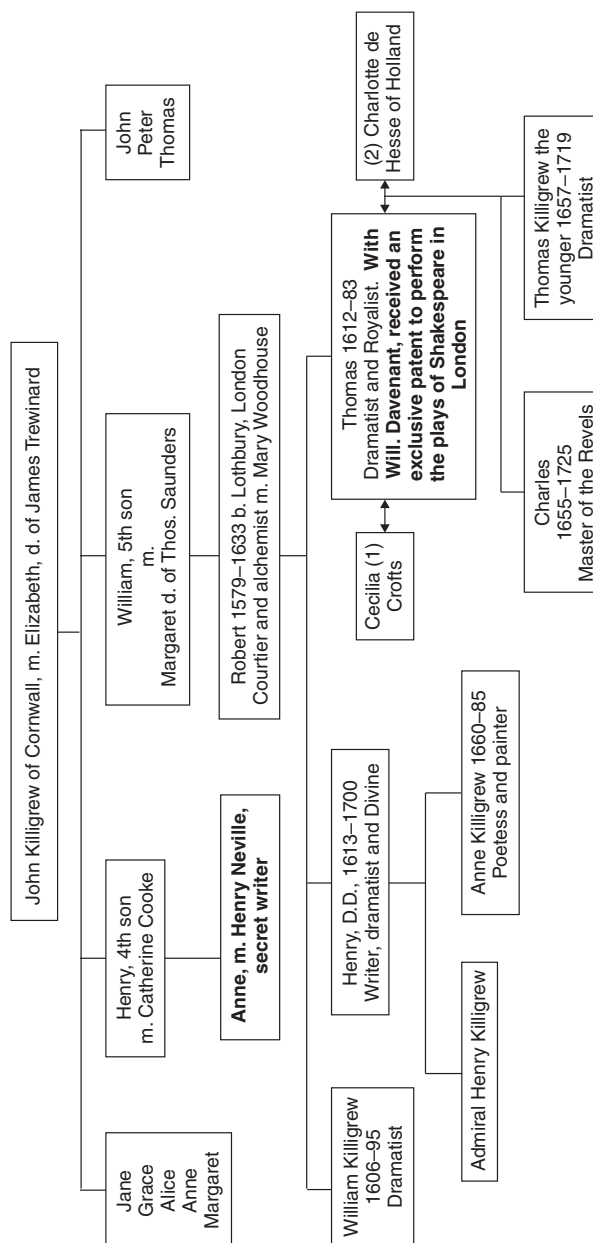 John Killigrew of Cornwall, m. Elizabeth, d. of James Trewinard
Jane
Grace
Alice
Anne
Margaret
Henry, 4th son
m. Catherine Cooke
William, 5th son
m.
Margaret d. of Thos. Saunders
John
Peter
Thomas
Anne, m. Henry Neville,
secret writer
Robert 1579–1633 b. Lothbury, London
Courtier and alchemist m. Mary Woodhouse
William Killigrew
1606–95
Dramatist
Henry, D.D., 1613–1700
Writer, dramatist and Divine
Cecilia (1)
Crofts
Thomas 1612–83
Dramatist and Royalist. With
Will. Davenant, received an
exclusive patent to perform
the plays of Shakespeare in
London
(2) Charlotte de
Hesse of Holland
Admiral Henry Killigrew
Anne Killigrew 1660–85
Poetess and painter
Charles
1655–1725
Master of the Revels
Thomas Killigrew the
younger 1657–1719
Dramatist